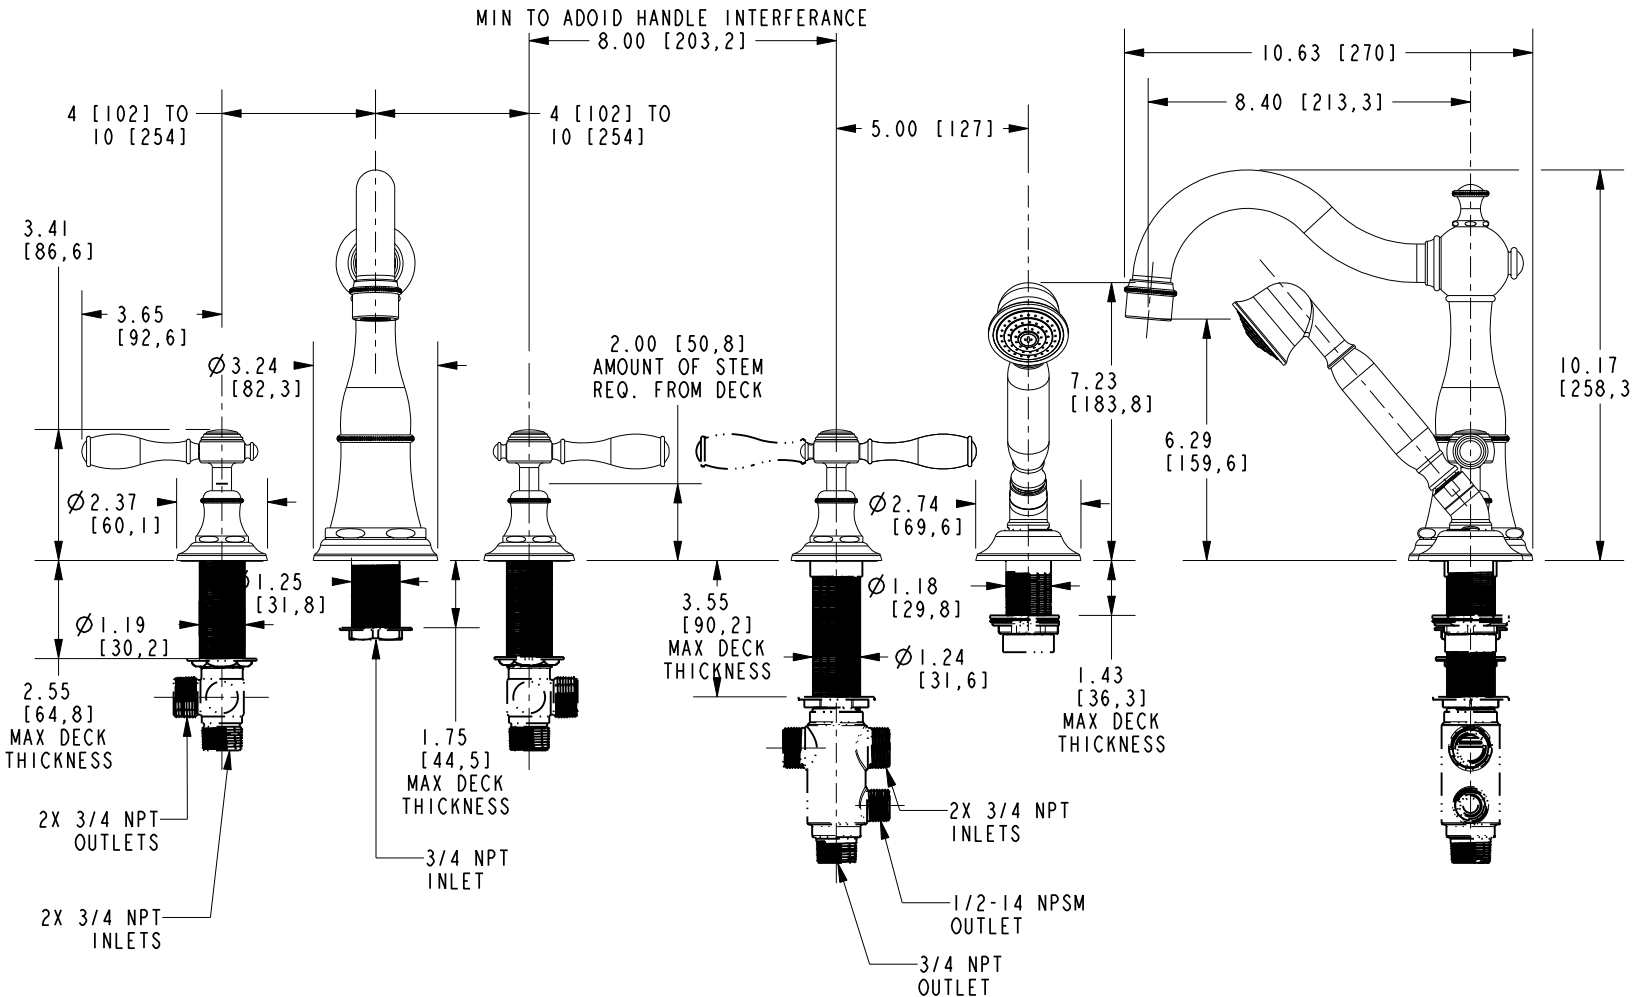 MIN TO ADOID HANDLE INTERFERANCE
8.00 [203,2]
10.63 [270]
8.40 [213,3]
4 [102] TO
10 [254]
4 [102] TO
10 [254]
5.00 [127]
3.41
[86,6]
3.65
[92,6]
Ø3.24
[82,3]
2.00 [50,8]
AMOUNT OF STEM
REQ. FROM DECK
7.23
[183,8]
10.17
[258,3
6.29
[159,6]
Ø2.37
[60,1]
Ø2.74
[69,6]
Ø1.25
[31,8]
Ø1.19
[30,2]
3.55
[90,2]
MAX DECK
THICKNESS
Ø1.18
[29,8]
Ø1.24
[31,6]
2.55
[64,8]
MAX DECK
THICKNESS
1.75
[44,5]
MAX DECK
THICKNESS
1.43
[36,3]
MAX DECK
THICKNESS
2X 3/4 NPT
OUTLETS
2X 3/4 NPT
INLETS
3/4 NPT
INLET
2X 3/4 NPT
INLETS
1/2-14 NPSM
OUTLET
3/4 NPT
OUTLET